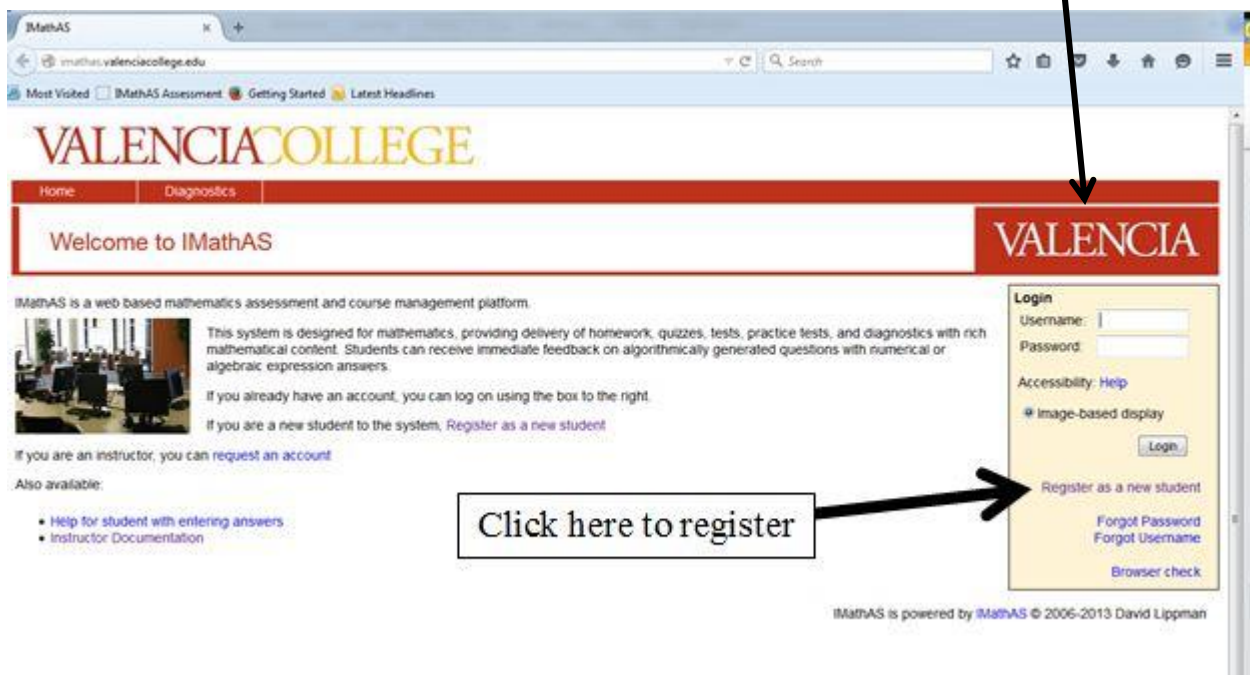 IMathAS
imathas.valenciacollege.edu
Search
Most Visited IMathAS Assessment Getting Started Latest Headlines
VALENCIACOLLEGE
Home Diagnostics
Welcome to IMathAS
VALENCIA
IMathAS is a web based mathematics assessment and course management platform.
This system is designed for mathematics, providing delivery of homework, quizzes, tests, practice tests, and diagnostics with rich
mathematical content. Students can receive immediate feedback on algorithmically generated questions with numerical or
algebraic expression answers.
If you already have an account, you can log on using the box to the right.
If you are a new student to the system, Register as a new student
If you are an instructor, you can request an account
Also available:
• Help for student with entering answers
• Instructor Documentation
Login
Username:
Password:
Accessibility: Help
Image-based display
Login
Register as a new student
Forgot Password
Forgot Username
Browser check
Click here to register
IMathAS is powered by IMathAS © 2006-2013 David Lippman